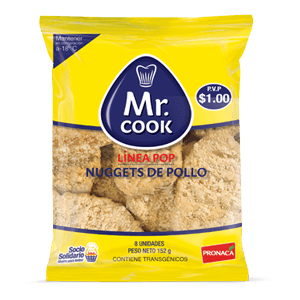 Mantener
a -18°C
P.V.P
$1.00
Mr.
COOK
LÍNEA POP
NUGGETS DE POLLO
Socio
Solidario
8 UNIDADES
PESO NETO 152 g
CONTIENE TRANSGÉNICOS
PRONACA